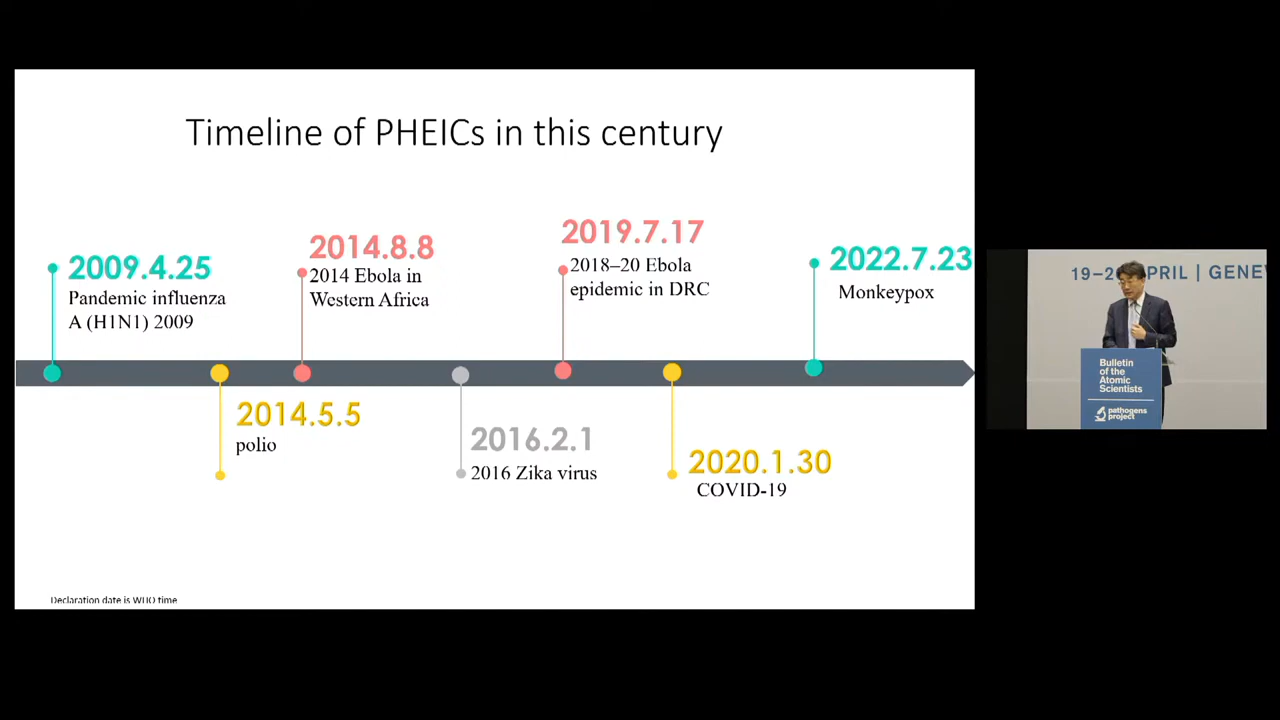 Timeline of PHEICs in this century
2009.4.25
Pandemic influenza
A (H1N1) 2009
2014.5.5
polio
2014.8.8
2014 Ebola in
Western Africa
2016.2.1
2016 Zika virus
2019.7.17
2018–20 Ebola
epidemic in DRC
2020.1.30
COVID-19
2022.7.23
Monkeypox
Declaration date is WHO time
19-2 PRIL | GENE
Bulletin
of the
Atomic
Scientists
pathogens
project